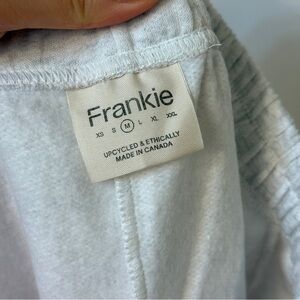 Frankie
XS S M L XL XXL
UPCYCLED & ETHICALLY
MADE IN CANADA